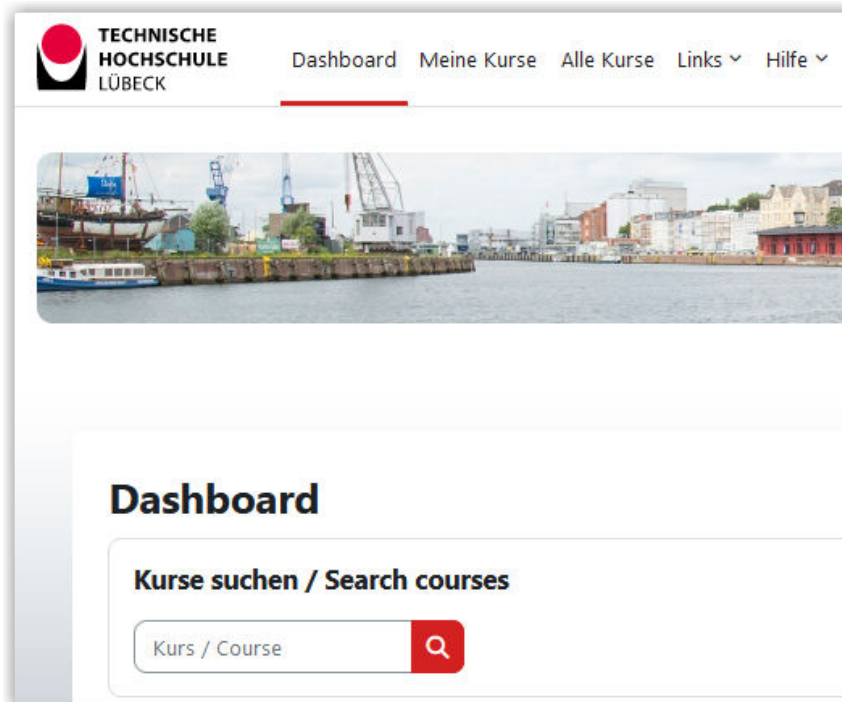 TECHNISCHE
HOCHSCHULE
LÜBECK
Dashboard Meine Kurse Alle Kurse Links Hilfe
Dashboard
Kurse suchen / Search courses
Kurs / Course